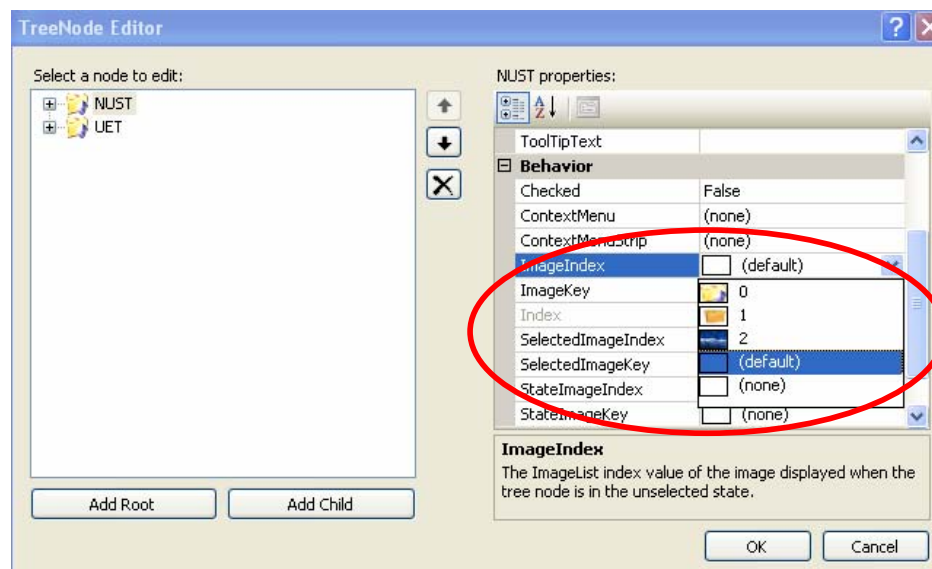 TreeNode Editor
Select a node to edit:
NUST
UET
Add Root
Add Child
NUST properties:
ToolTipText
Behavior
Checked False
ContextMenu (none)
ContextMenuStrip (none)
ImageIndex (default)
ImageKey 0
Index 1
SelectedImageIndex 2
SelectedImageKey (default)
StateImageIndex (none)
StateImageKey (none)
ImageIndex
The ImageList index value of the image displayed when the
tree node is in the unselected state.
OK Cancel